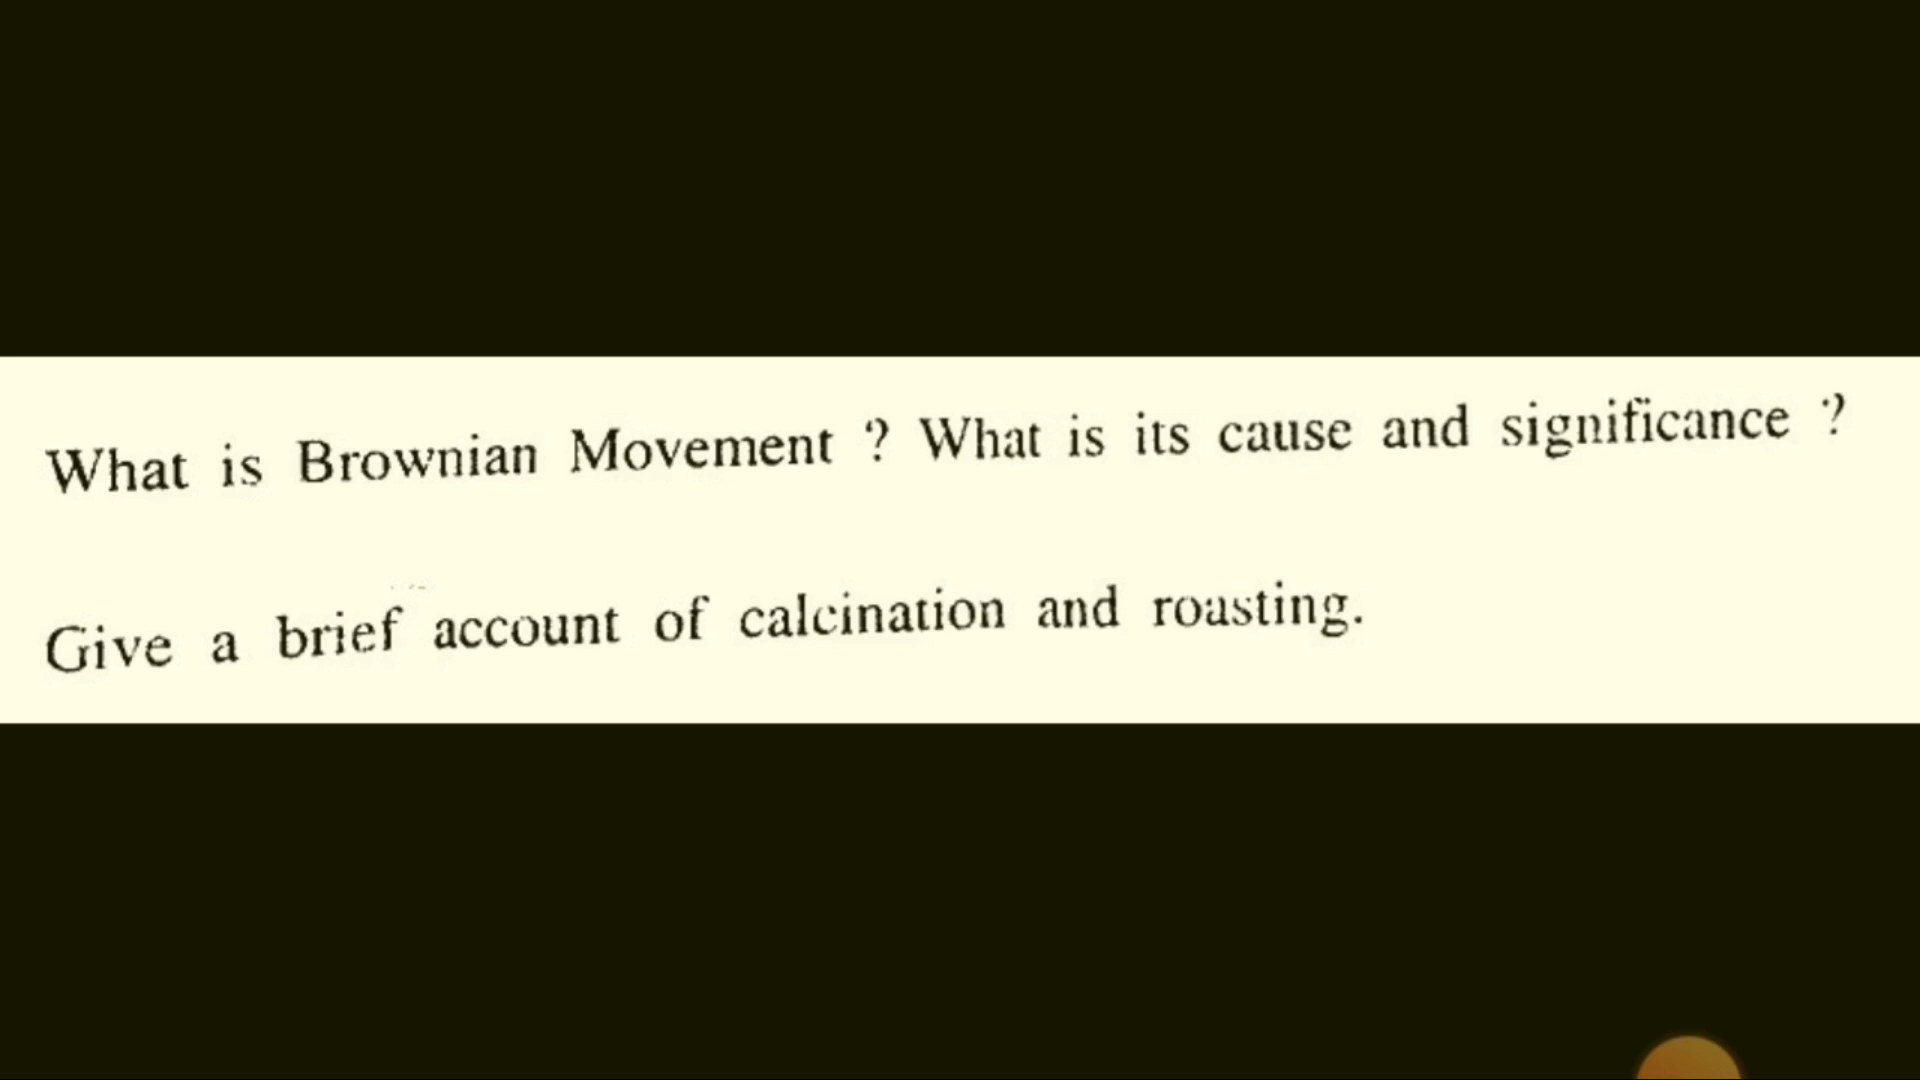 What is Brownian Movement ? What is its cause and significance ?
Give a brief account of calcination and roasting.